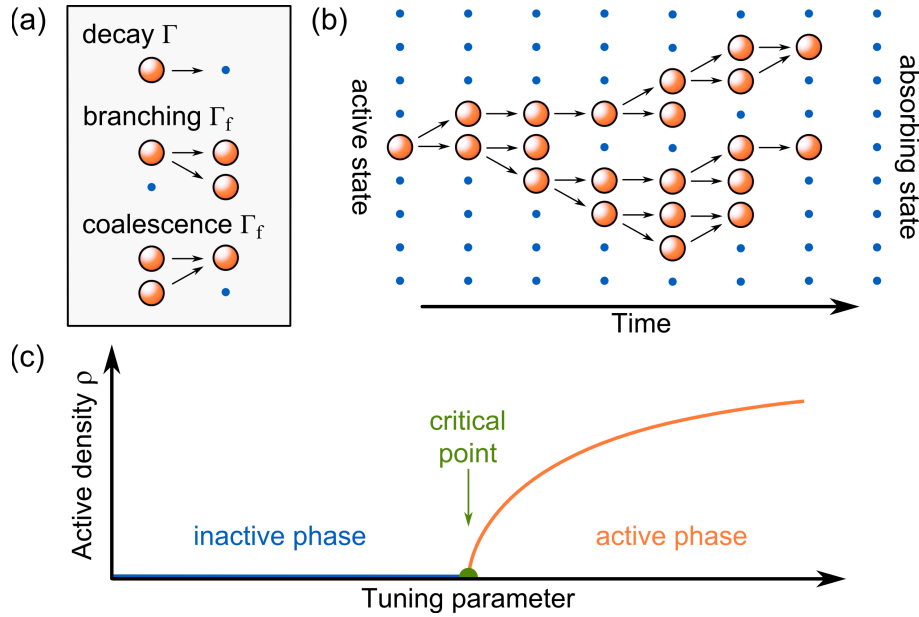 (a)
decay Γ
branching Γf
coalescence Γf
(b)
active state
absorbing state
Time
(c)
Active density ρ
critical
point
inactive phase
active phase
Tuning parameter